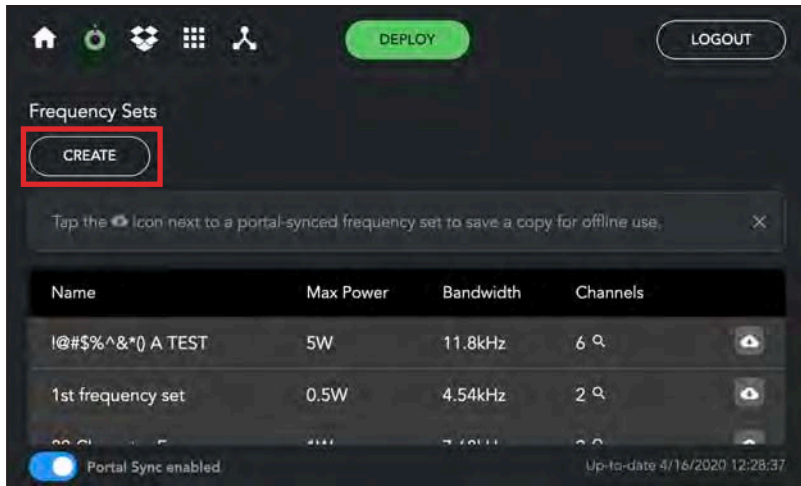 DEPLOY LOGOUT
Frequency Sets
CREATE
Tap the icon next to a portal-synced frequency set to save a copy for offline use.
Name Max Power Bandwidth Channels
!@#$%^&*() A TEST 5W 11.8kHz 6
1st frequency set 0.5W 4.54kHz 2
Portal Sync enabled Up-to-date 4/16/2020 12:28:37